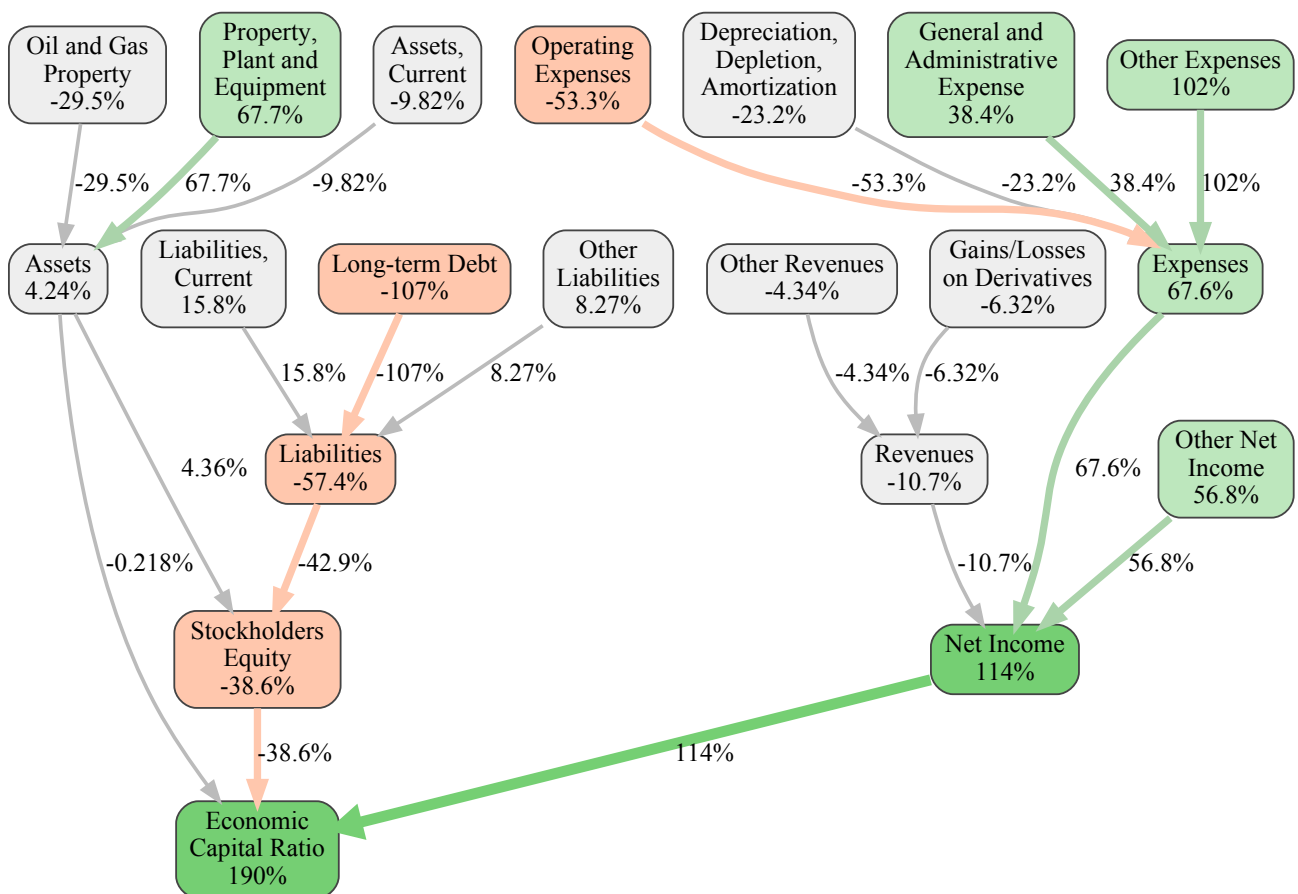 Oil and Gas
Property
-29.5%
Property,
Plant and
Equipment
67.7%
Assets,
Current
-9.82%
Operating
Expenses
-53.3%
Depreciation,
Depletion,
Amortization
-23.2%
General and
Administrative
Expense
38.4%
Other Expenses
102%
-29.5%
67.7%
-9.82%
-53.3%
-23.2%
38.4%
102%
Assets
4.24%
Liabilities,
Current
15.8%
Long-term Debt
-107%
Other
Liabilities
8.27%
Other Revenues
-4.34%
Gains/Losses
on Derivatives
-6.32%
Expenses
67.6%
15.8%
-107%
8.27%
-4.34%
-6.32%
4.36%
Liabilities
-57.4%
Revenues
-10.7%
67.6%
Other Net
Income
56.8%
-0.218%
-42.9%
-10.7%
56.8%
Stockholders
Equity
-38.6%
Net Income
114%
-38.6%
114%
Economic
Capital Ratio
190%